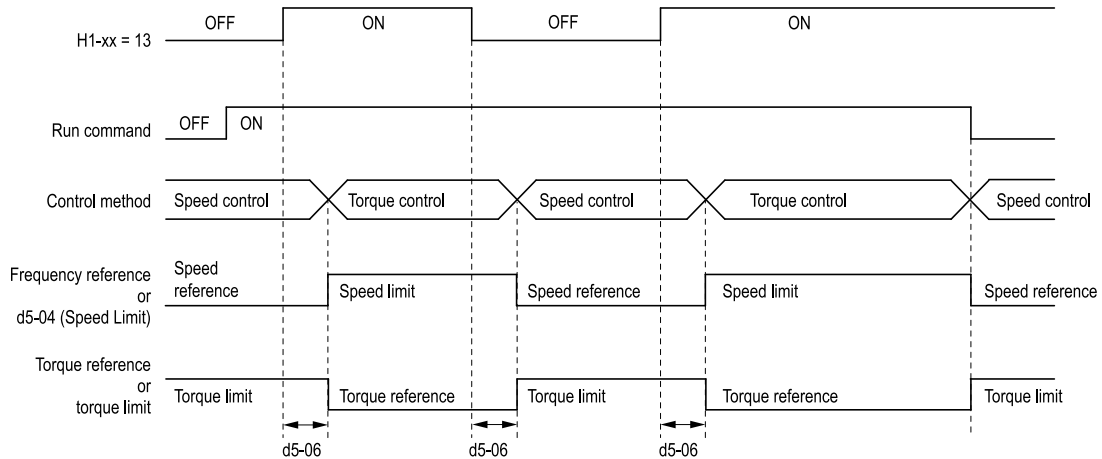 H1-xx = 13
OFF
ON
OFF
ON
Run command
OFF
ON
Control method
Speed control
Torque control
Speed control
Torque control
Speed control
Frequency reference
or
d5-04 (Speed Limit)
Speed
reference
Speed limit
Speed reference
Speed limit
Speed reference
Torque reference
or
torque limit
Torque limit
Torque reference
Torque limit
Torque reference
Torque limit
d5-06
d5-06
d5-06